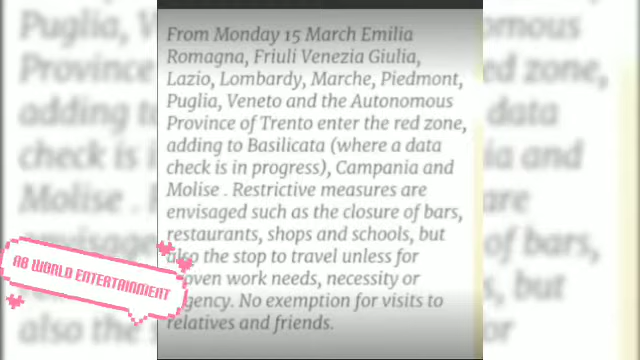 From Monday 15 March Emilia
Romagna, Friuli Venezia Giulia,
Lazio, Lombardy, Marche, Piedmont,
Puglia, Veneto and the Autonomous
Province of Trento enter the red zone,
adding to Basilicata (where a data
check is in progress), Campania and
Molise . Restrictive measures are
envisaged such as the closure of bars,
restaurants, shops and schools, but
also the stop to travel unless for
oven work needs, necessity or
gency. No exemption for visits to
relatives and friends.
AB WORLD ENTERTAINMENT